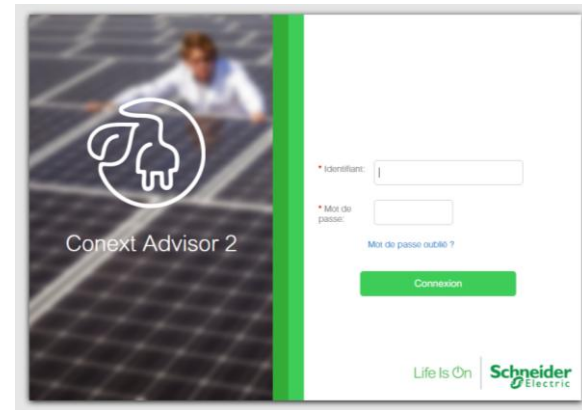 Conext Advisor 2
* Identifiant:
* Mot de
passe:
Mot de passe oublié ?
Connexion
Life Is On
Schneider
Electric